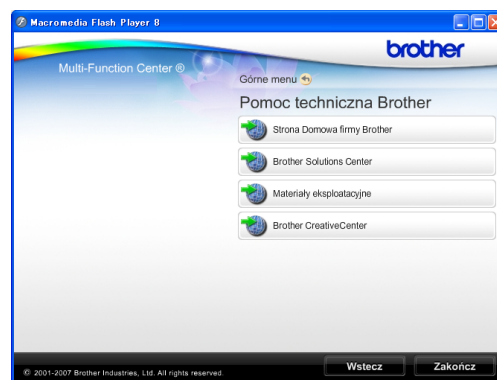 Macromedia Flash Player 8
brother
Multi-Function Center ®
Górne menu
Pomoc techniczna Brother
Strona Domowa firmy Brother
Brother Solutions Center
Materiały eksploatacyjne
Brother CreativeCenter
Wstecz
Zakończ
© 2001-2007 Brother Industries, Ltd. All rights reserved.